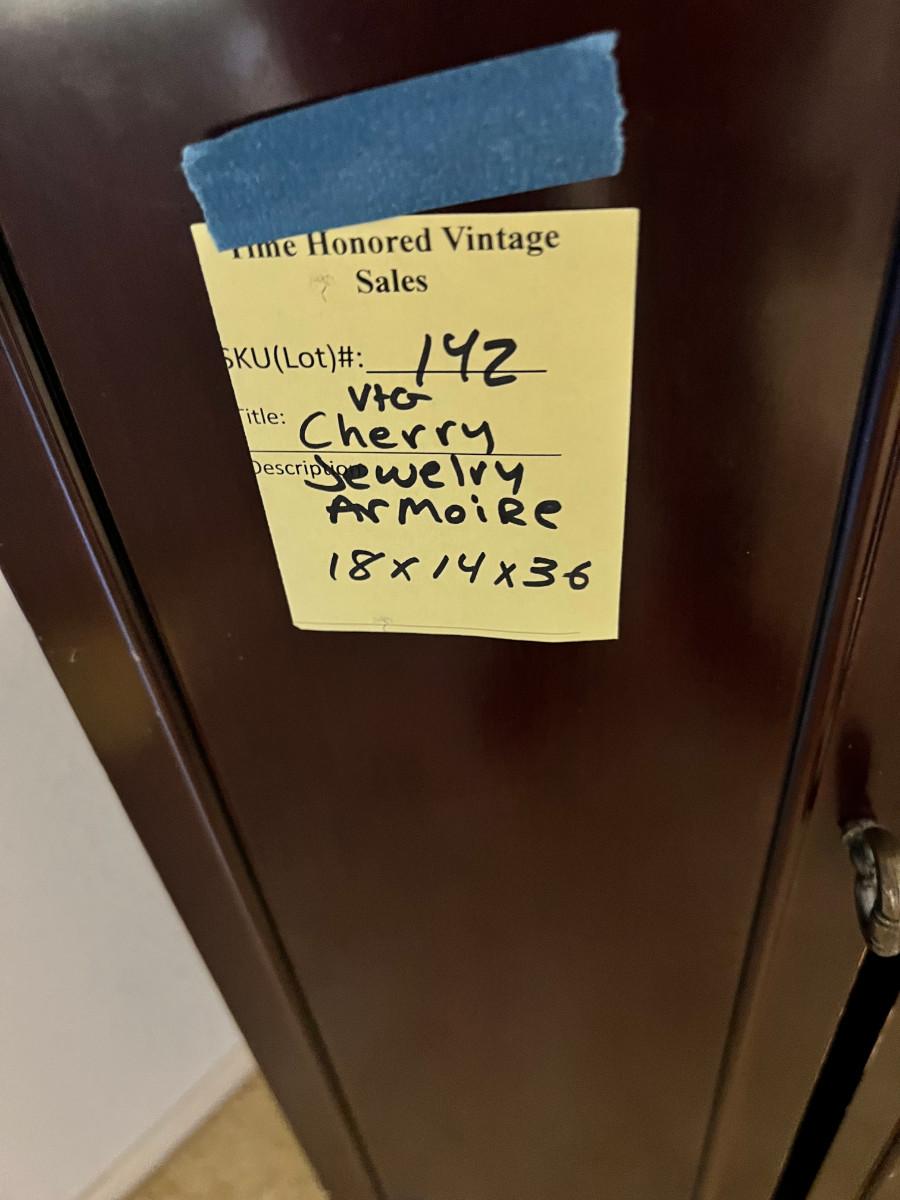 Time Honored Vintage
Sales
SKU(Lot)#: 142
Vtg
Title: Cherry
Description Jewelry
Armoire
18x14x36